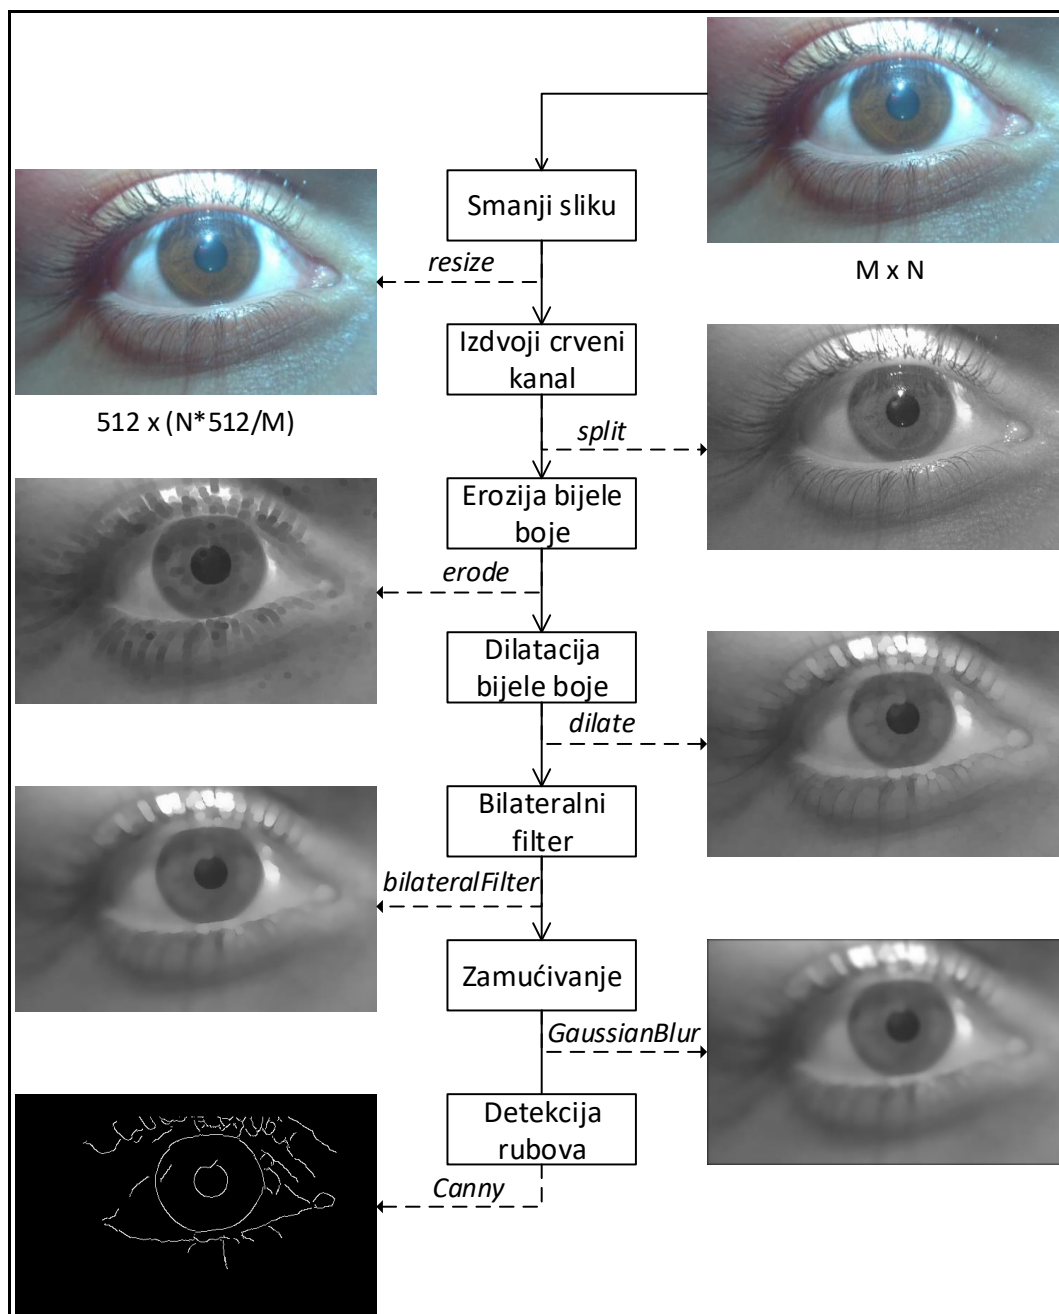 Smanji sliku
M x N
resize
Izdvoji crveni
kanal
512 x (N*512/M)
split
Erozija bijele
boje
erode
Dilatacija
bijele boje
dilate
Bilateralni
filter
bilateralFilter
Zamućivanje
GaussianBlur
Detekcija
rubova
Canny